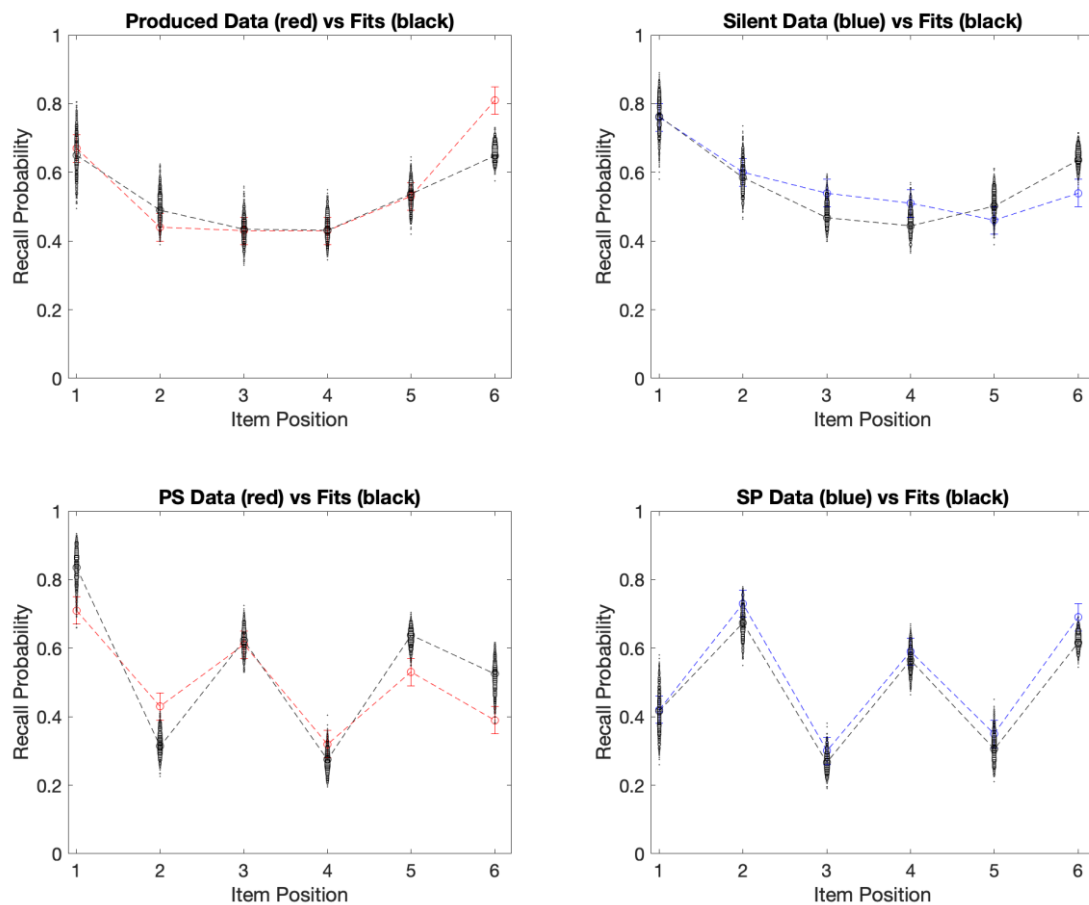 Produced Data (red) vs Fits (black)
1
0.8
0.6
0.4
0.2
0
Recall Probability
1 2 3 4 5 6
Item Position
Silent Data (blue) vs Fits (black)
1
0.8
0.6
0.4
0.2
0
Recall Probability
1 2 3 4 5 6
Item Position
PS Data (red) vs Fits (black)
1
0.8
0.6
0.4
0.2
0
Recall Probability
1 2 3 4 5 6
Item Position
SP Data (blue) vs Fits (black)
1
0.8
0.6
0.4
0.2
0
Recall Probability
1 2 3 4 5 6
Item Position